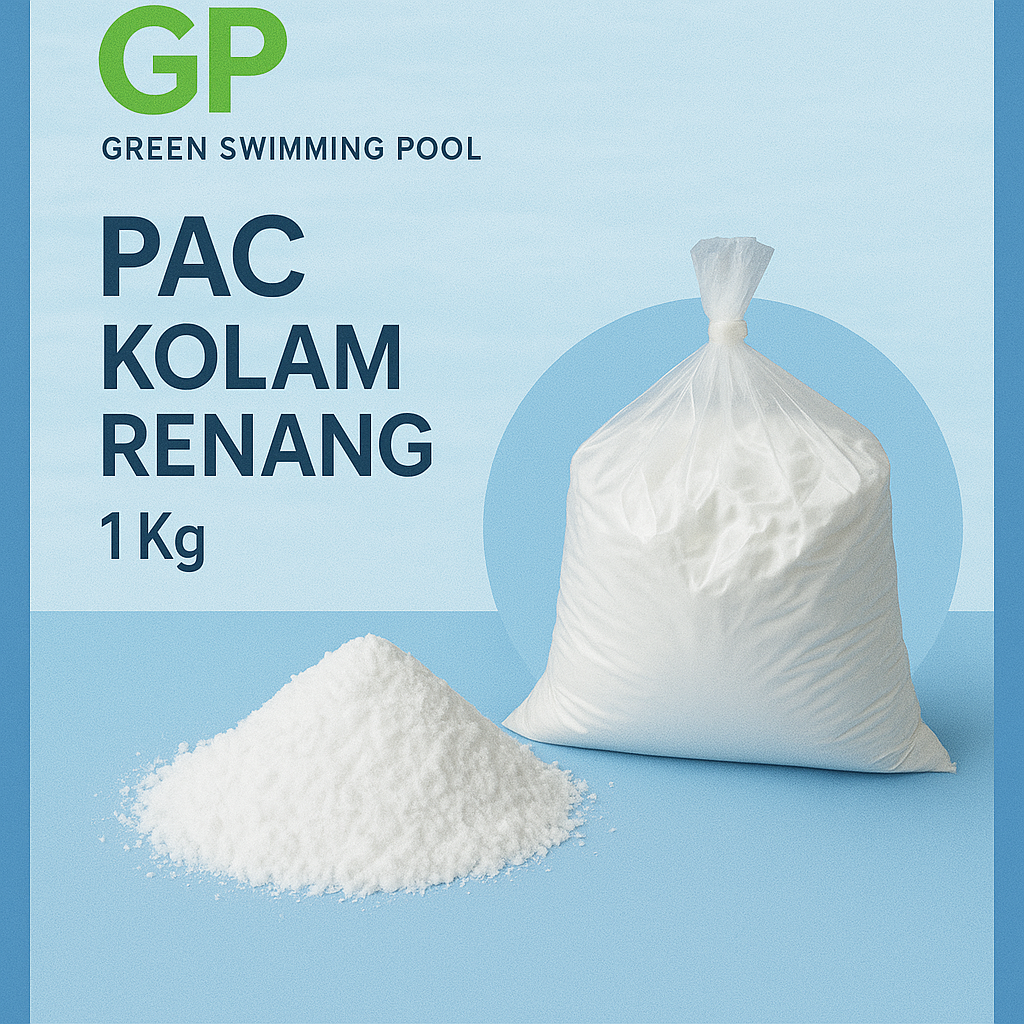 GP
GREEN SWIMMING POOL
PAC
KOLAM
RENANG
1 Kg